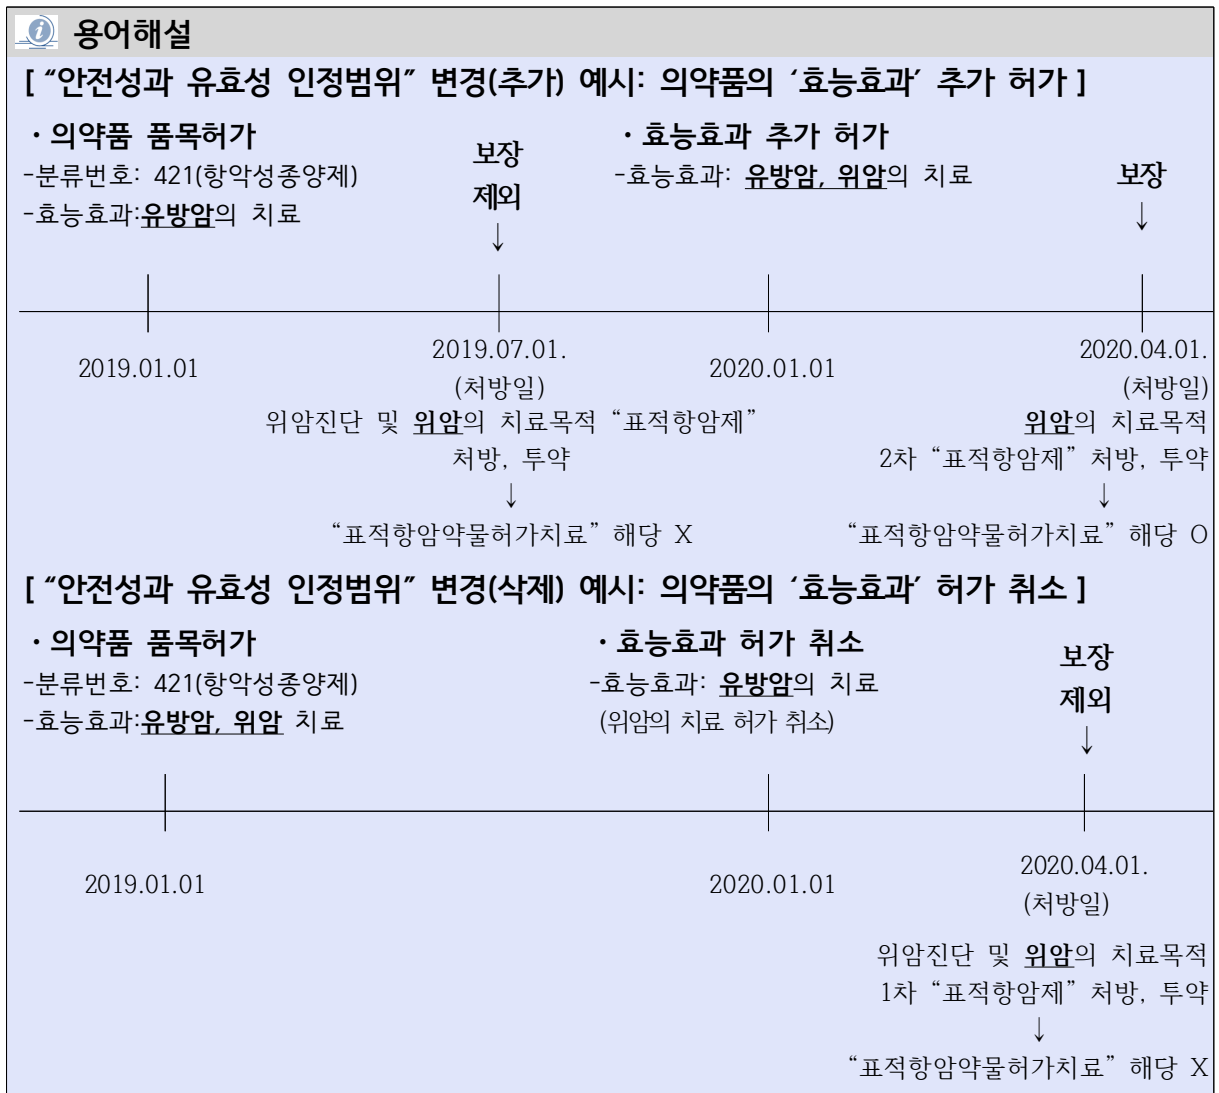 용어해설
[ “안전성과 유효성 인정범위” 변경(추가) 예시: 의약품의 ‘효능효과’ 추가 허가 ]
· 의약품 품목허가
-분류번호: 421(항악성종양제)
-효능효과:유방암의 치료
보장
제외
↓
· 효능효과 추가 허가
-효능효과: 유방암, 위암의 치료
보장
↓
2019.01.01
2019.07.01.
(처방일)
2020.01.01
2020.04.01.
(처방일)
위암진단 및 위암의 치료목적 “표적항암제”
처방, 투약
↓
“표적항암약물허가치료” 해당 X
위암의 치료목적
2차 “표적항암제” 처방, 투약
↓
“표적항암약물허가치료” 해당 O
[ “안전성과 유효성 인정범위” 변경(삭제) 예시: 의약품의 ‘효능효과’ 허가 취소 ]
· 의약품 품목허가
-분류번호: 421(항악성종양제)
-효능효과:유방암, 위암 치료
· 효능효과 허가 취소
-효능효과: 유방암의 치료
(위암의 치료 허가 취소)
보장
제외
↓
2019.01.01
2020.01.01
2020.04.01.
(처방일)
위암진단 및 위암의 치료목적
1차 “표적항암제” 처방, 투약
↓
“표적항암약물허가치료” 해당 X